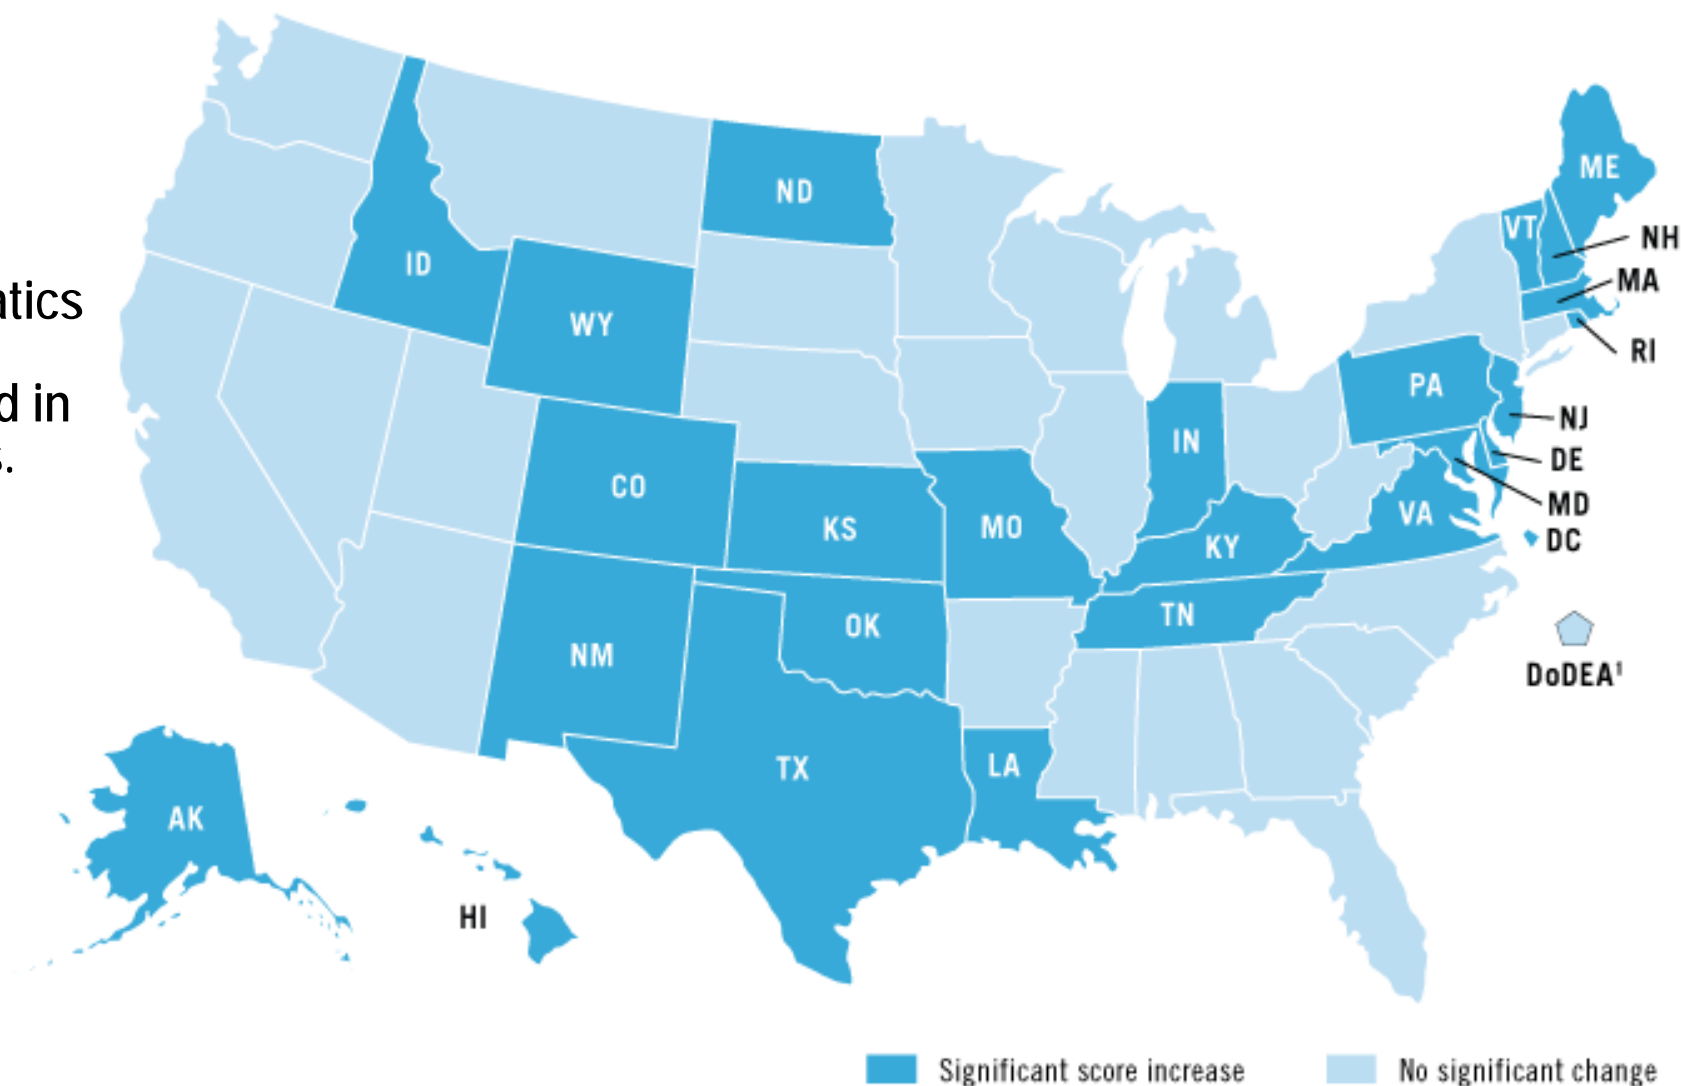 atics
d in
s.
ND
ME
VT
NH
ID
MA
WY
RI
PA
NJ
IN
DE
CO
MD
KS
MO
VA
KY
DC
TN
OK
NM
DoDEA¹
TX
LA
AK
HI
Significant score increase
No significant change